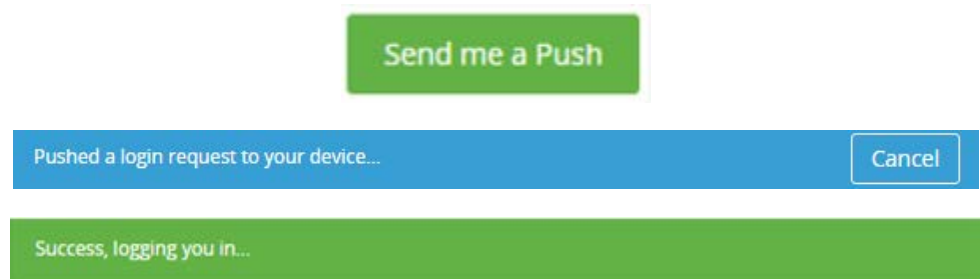 Send me a Push
Pushed a login request to your device...
Cancel
Success, logging you in...